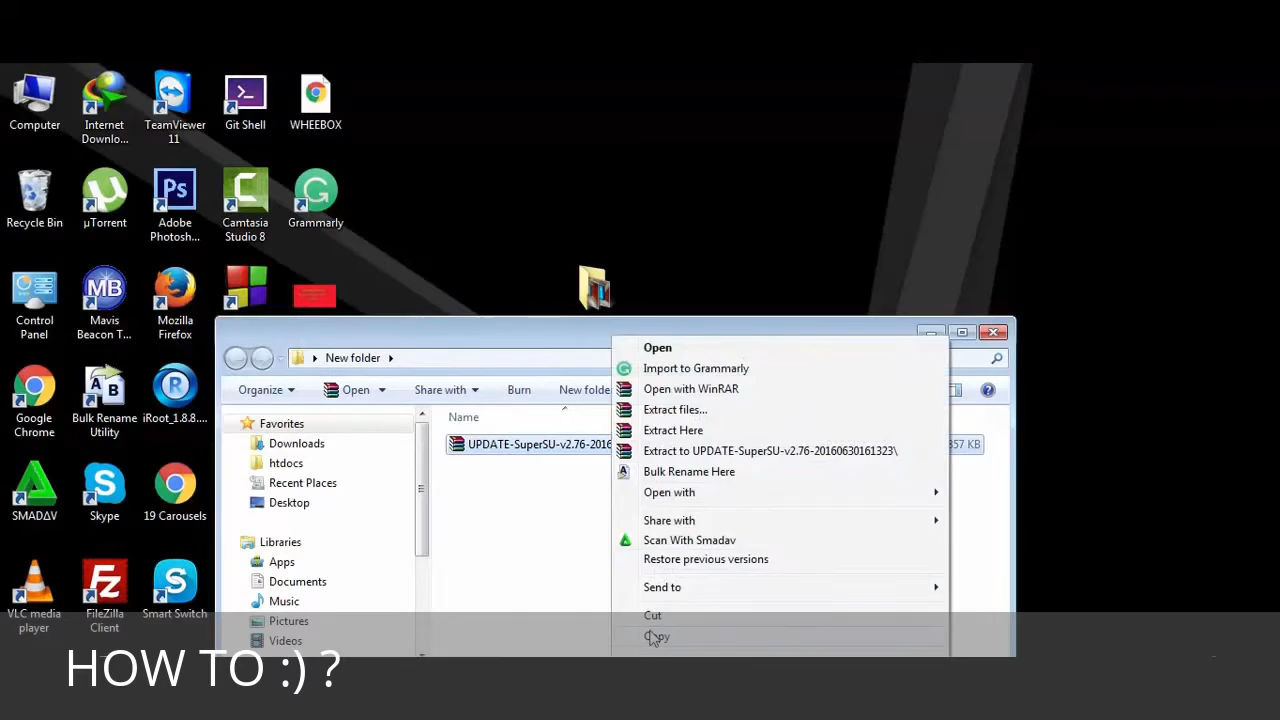 Computer
Internet
Downlo...
TeamViewer
11
Git Shell
WHEEBOX
Recycle Bin
µTorrent
Ps
Adobe
Photosh...
Camtasia
Studio 8
Grammarly
Control
Panel
MB
Mavis
Beacon T...
Mozilla
Firefox
Google
Chrome
Bulk Rename
Utility
iRoot_1.8.8....
SMADΔV
Skype
19 Carousels
VLC media
player
FileZilla
Client
Smart Switch
New folder
Organize
Open
Share with
Burn
New folde
Name
Favorites
Downloads
htdocs
Recent Places
Desktop
Libraries
Apps
Documents
Music
Pictures
Videos
UPDATE-SuperSU-v2.76-2016
357 KB
Open
Import to Grammarly
Open with WinRAR
Extract files...
Extract Here
Extract to UPDATE-SuperSU-v2.76-20160630161323\
Bulk Rename Here
Open with
Share with
Scan With Smadav
Restore previous versions
Send to
Cut
Copy
HOW TO :) ?